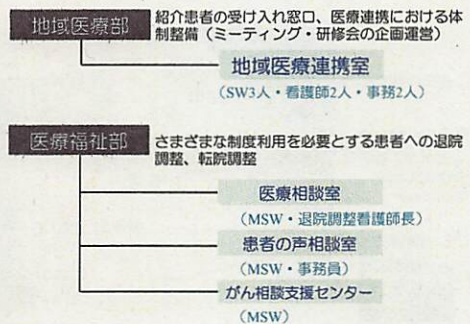 地域医療部
紹介患者の受け入れ窓口、医療連携における体
制整備(ミーティング・研修会の企画運営)
地域医療連携室
(SW3人・看護師2人・事務2人)
医療福祉部
さまざまな制度利用を必要とする患者への退院
調整、転院調整
医療相談室
(MSW・退院調整看護師長)
患者の声相談室
(MSW・事務員)
がん相談支援センター
(MSW)